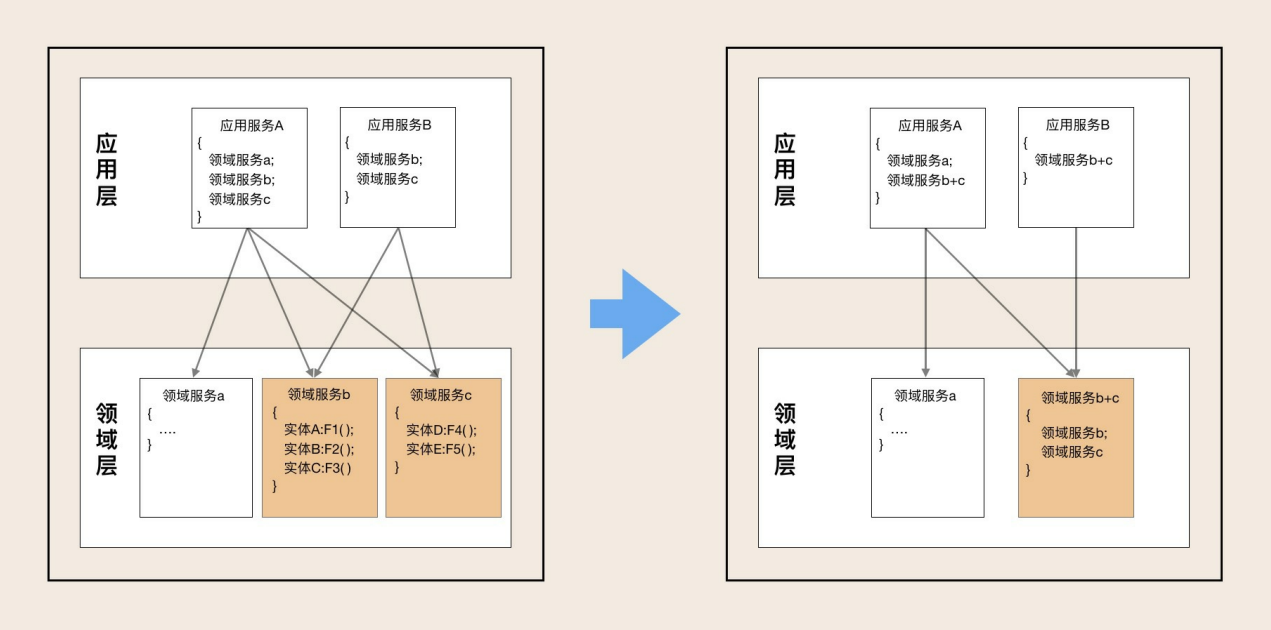 应用层
应用服务A
{
领域服务a;
领域服务b;
领域服务c
}
应用服务B
{
领域服务b;
领域服务c
}
领域层
领域服务a
{
....
}
领域服务b
{
实体A:F1( );
实体B:F2( );
实体C:F3( )
}
领域服务c
{
实体D:F4( );
实体E:F5( );
}
应用层
应用服务A
{
领域服务a;
领域服务b+c
}
应用服务B
{
领域服务b+c
}
领域层
领域服务a
{
....
}
领域服务b+c
{
领域服务b;
领域服务c
}